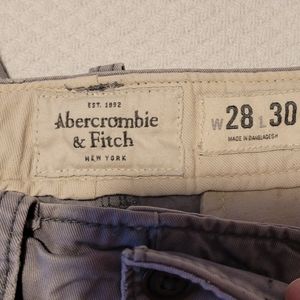 EST. 1892
Abercrombie
& Fitch
NEW YORK
W 28 L 30
MADE IN BANGLADESH